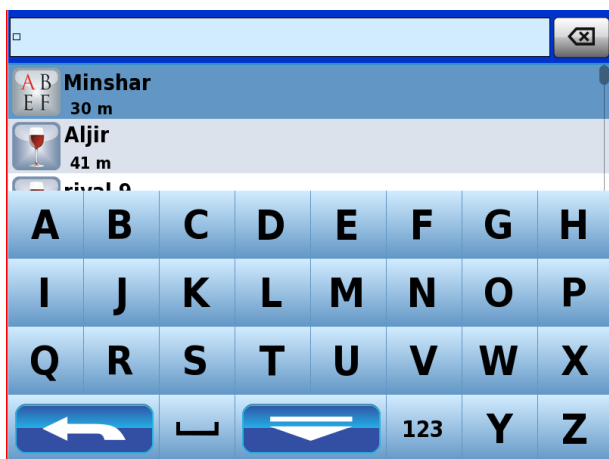 A B
E F
Minshar
30 m
Aljir
41 m
A B C D E F G H
I J K L M N O P
Q R S T U V W X
123 Y Z